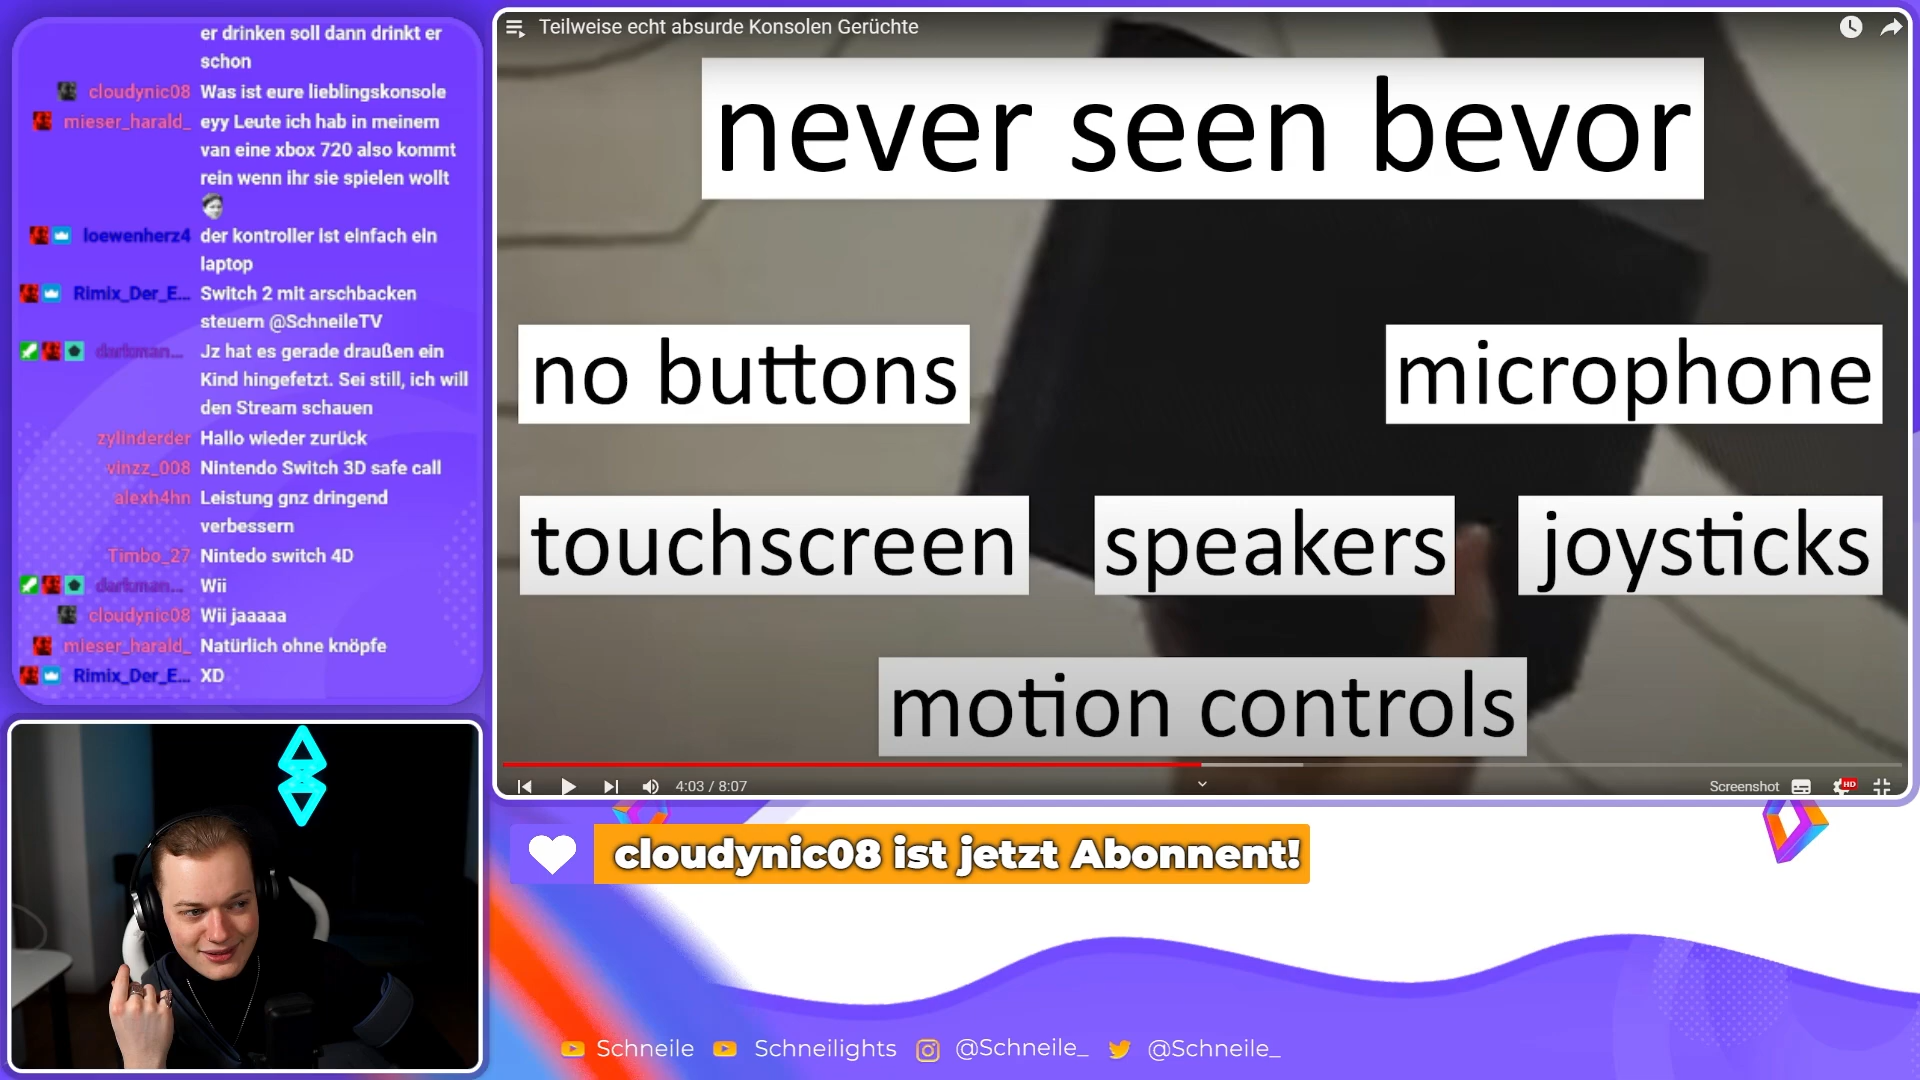 er drinken soll dann drinkt er
schon
cloudynic08 Was ist eure lieblingskonsole
mieser_harald_ eyy Leute ich hab in meinem
van eine xbox 720 also kommt
rein wenn ihr sie spielen wollt
loewenherz4 der kontroller ist einfach ein
laptop
Rimix_Der_E... Switch 2 mit arschbacken
steuern @SchneileTV
darkman... Jz hat es gerade draußen ein
Kind hingefetzt. Sei still, ich will
den Stream schauen
zylinderder Hallo wieder zurück
vinzz_008 Nintendo Switch 3D safe call
alexh4hn Leistung gnz dringend
verbessern
Timbo_27 Nintedo switch 4D
darkman... Wii
cloudynic08 Wii jaaaaa
mieser_harald_ Natürlich ohne knöpfe
Rimix_Der_E... XD
Teilweise echt absurde Konsolen Gerüchte
never seen bevor
no buttons
microphone
touchscreen
speakers
joysticks
motion controls
4:03 / 8:07
Screenshot
HD
cloudynic08 ist jetzt Abonnent!
Schneile
Schneilights
@Schneile_
@Schneile_